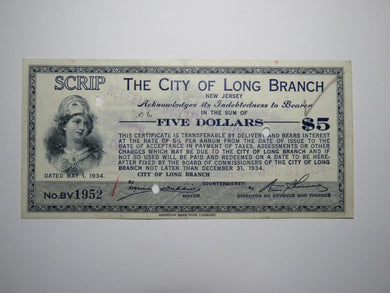 SCRIP
THE CITY OF LONG BRANCH
NEW JERSEY
Acknowledges its Indebtedness to Bearer
IN THE SUM OF
FIVE DOLLARS $5
THIS CERTIFICATE IS TRANSFERABLE BY DELIVERY AND BEARS INTEREST
AT THE RATE OF 5% PER ANNUM FROM THE DATE OF ISSUE TO THE
DATE OF ACCEPTANCE IN PAYMENT OF TAXES, ASSESSMENTS OR OTHER
CHARGES WHICH MAY BE DUE TO THE CITY OF LONG BRANCH AND IF
NOT SO USED WILL BE PAID AND REDEEMED ON A DATE TO BE HERE-
AFTER FIXED BY THE BOARD OF COMMISSIONERS OF THE CITY OF LONG
BRANCH NOT LATER THAN DECEMBER 31, 1934.
DATED MAY 1, 1934.
CITY OF LONG BRANCH
COUNTERSIGNED:
No. BV 1952
MAYOR
DIRECTOR OF REVENUE AND FINANCE
AMERICAN BANK NOTE COMPANY